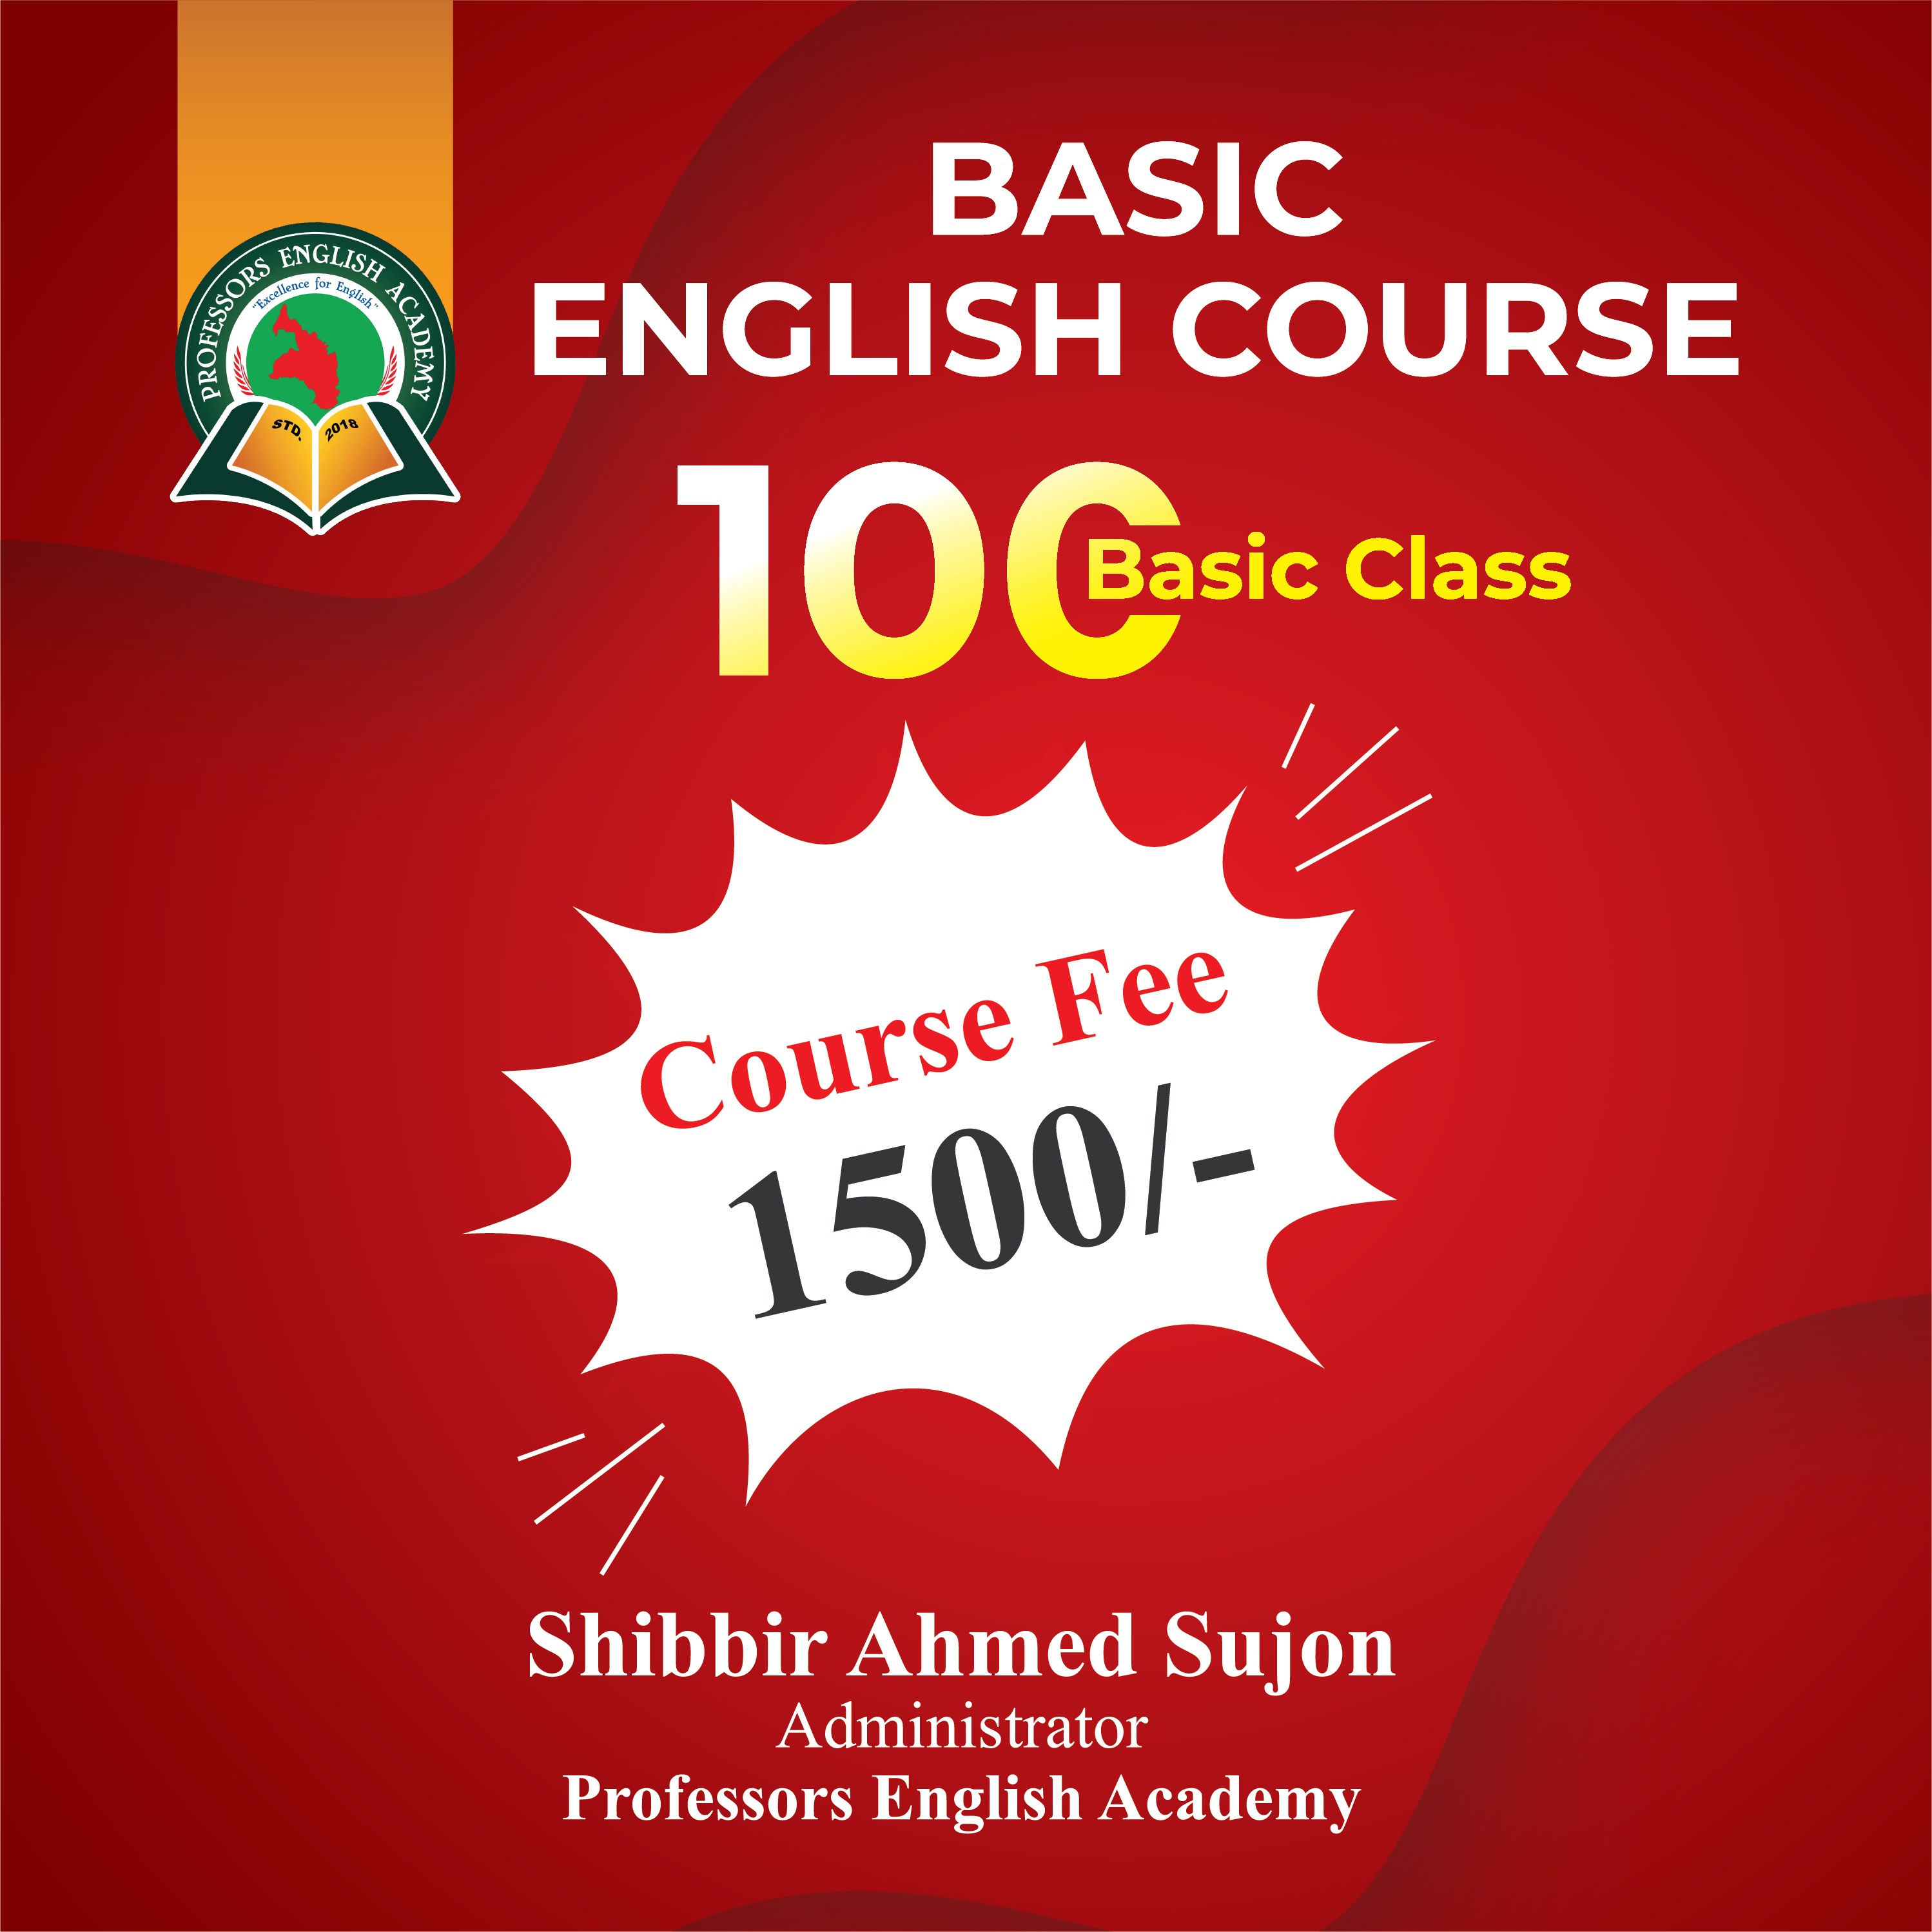 PROFESSORS ENGLISH ACADEMY
"Excellence for English"
STD. 2018
BASIC
ENGLISH COURSE
100
Basic Class
Course Fee
1500/-
Shibbir Ahmed Sujon
Administrator
Professors English Academy